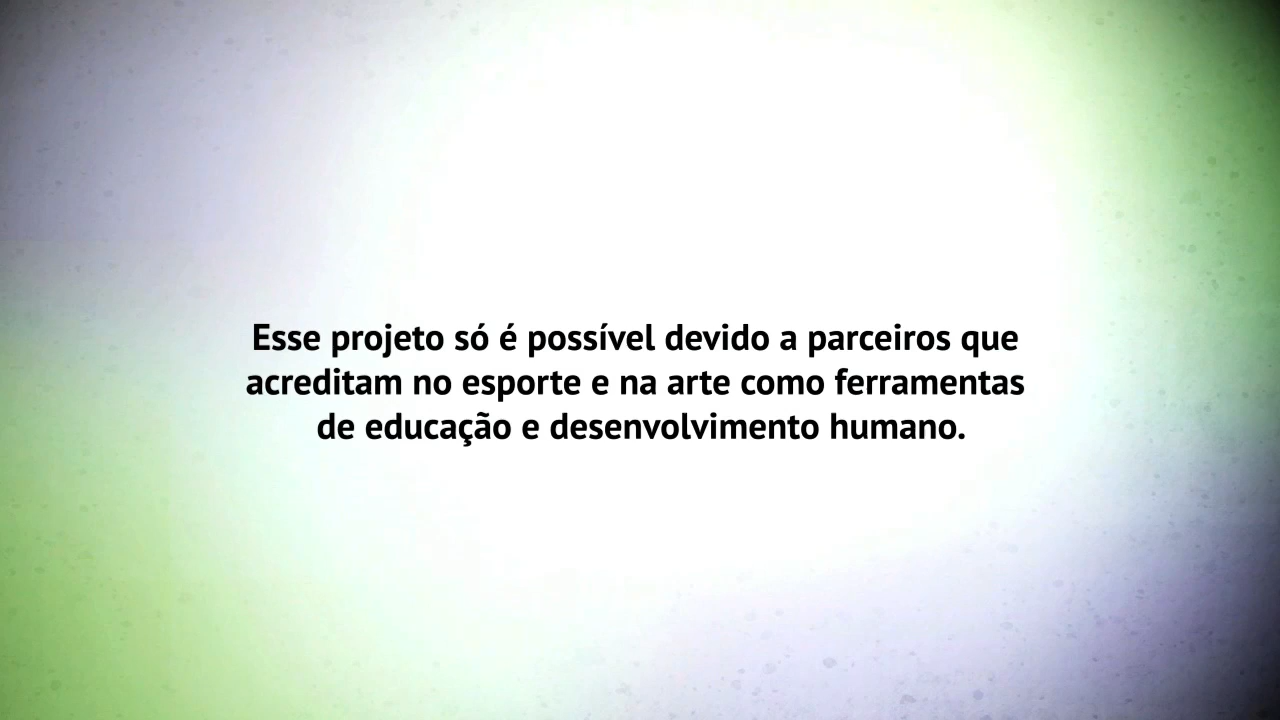 Esse projeto só é possível devido a parceiros que
acreditam no esporte e na arte como ferramentas
de educação e desenvolvimento humano.